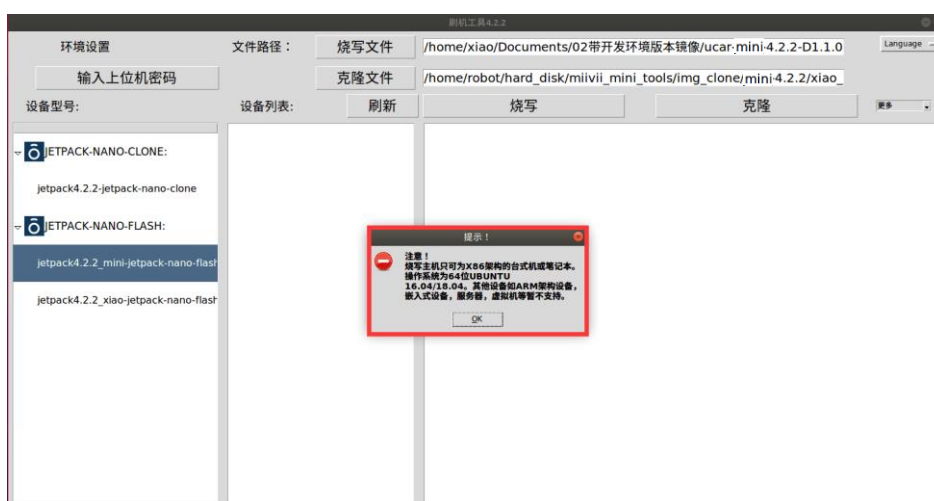 刷机工具4.2.2
环境设置
文件路径：
烧写文件
/home/xiao/Documents/02带开发环境版本镜像/ucar-mini-4.2.2-D1.1.0
Language
输入上位机密码
克隆文件
/home/robot/hard_disk/miivii_mini_tools/img_clone/mini-4.2.2/xiao_
设备型号:
设备列表:
刷新
烧写
克隆
更多
JETPACK-NANO-CLONE:
jetpack4.2.2-jetpack-nano-clone
JETPACK-NANO-FLASH:
jetpack4.2.2_mini-jetpack-nano-flash
jetpack4.2.2_xiao-jetpack-nano-flash
提示！
注意！
烧写主机只可为X86架构的台式机或笔记本。
操作系统为64位UBUNTU
16.04/18.04。其他设备如ARM架构设备，
嵌入式设备，服务器，虚拟机等暂不支持。
OK